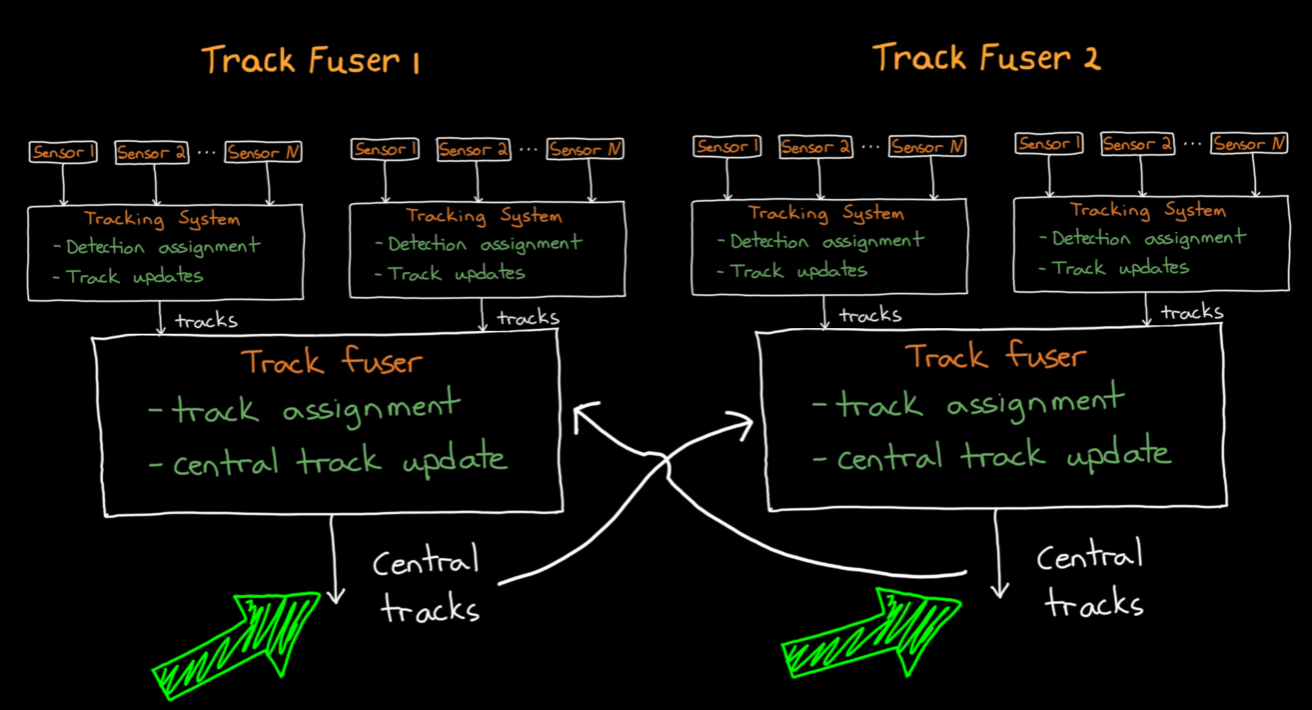 Track Fuser 1
Track Fuser 2
Sensor 1
Sensor 2
...
Sensor N
Sensor 1
Sensor 2
...
Sensor N
Sensor 1
Sensor 2
...
Sensor N
Sensor 1
Sensor 2
...
Sensor N
Tracking System
- Detection assignment
- Track updates
Tracking System
- Detection assignment
- Track updates
Tracking System
- Detection assignment
- Track updates
Tracking System
- Detection assignment
- Track updates
tracks
tracks
tracks
tracks
Track fuser
- track assignment
- central track update
Track fuser
- track assignment
- central track update
Central
tracks
Central
tracks